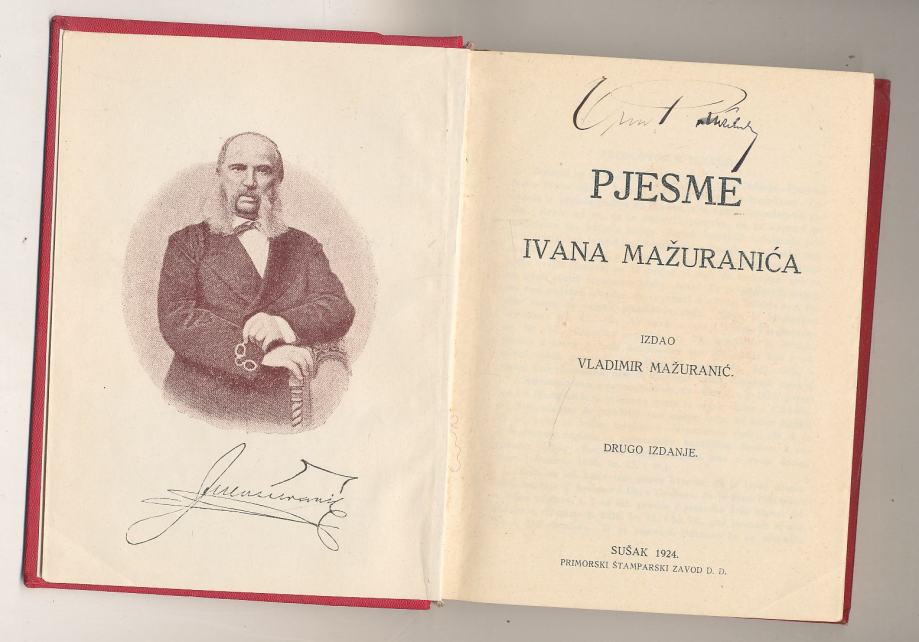 PJESME
IVANA MAŽURANIĆA
IZDAO
VLADIMIR MAŽURANIĆ.
DRUGO IZDANJE.
SUŠAK 1924.
PRIMORSKI ŠTAMPARSKI ZAVOD D. D.